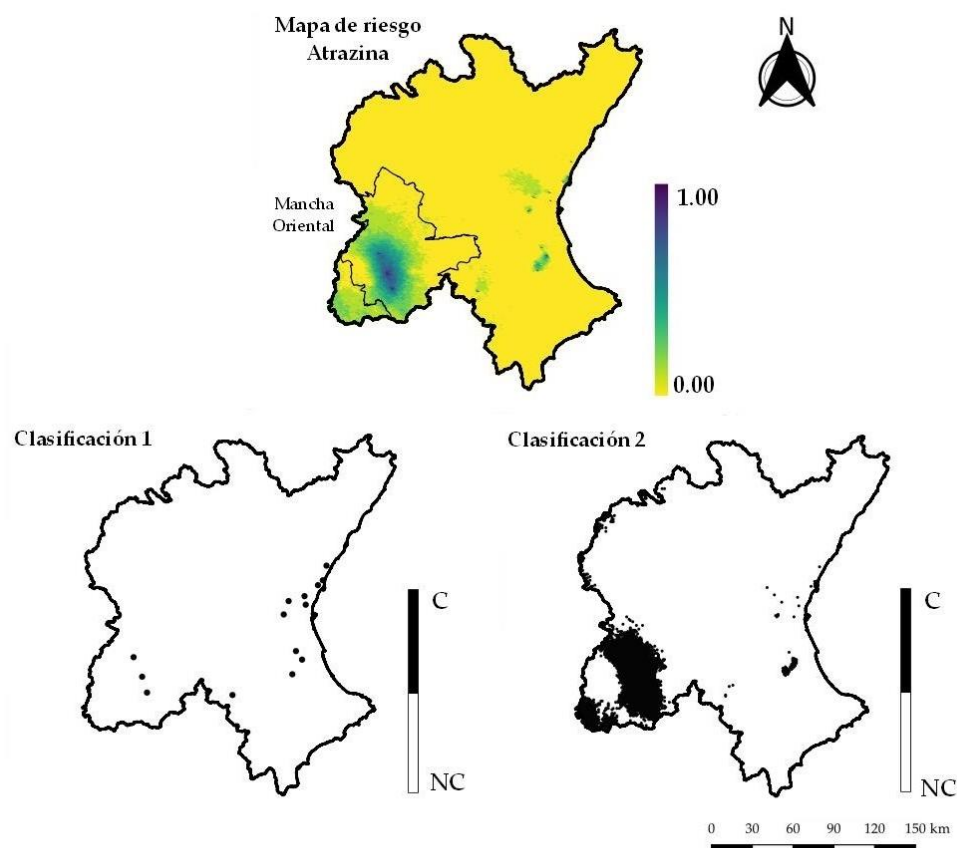 Mapa de riesgo
Atrazina
N
Mancha
Oriental
1.00
0.00
Clasificación 1
C
NC
Clasificación 2
C
NC
0 30 60 90 120 150 km